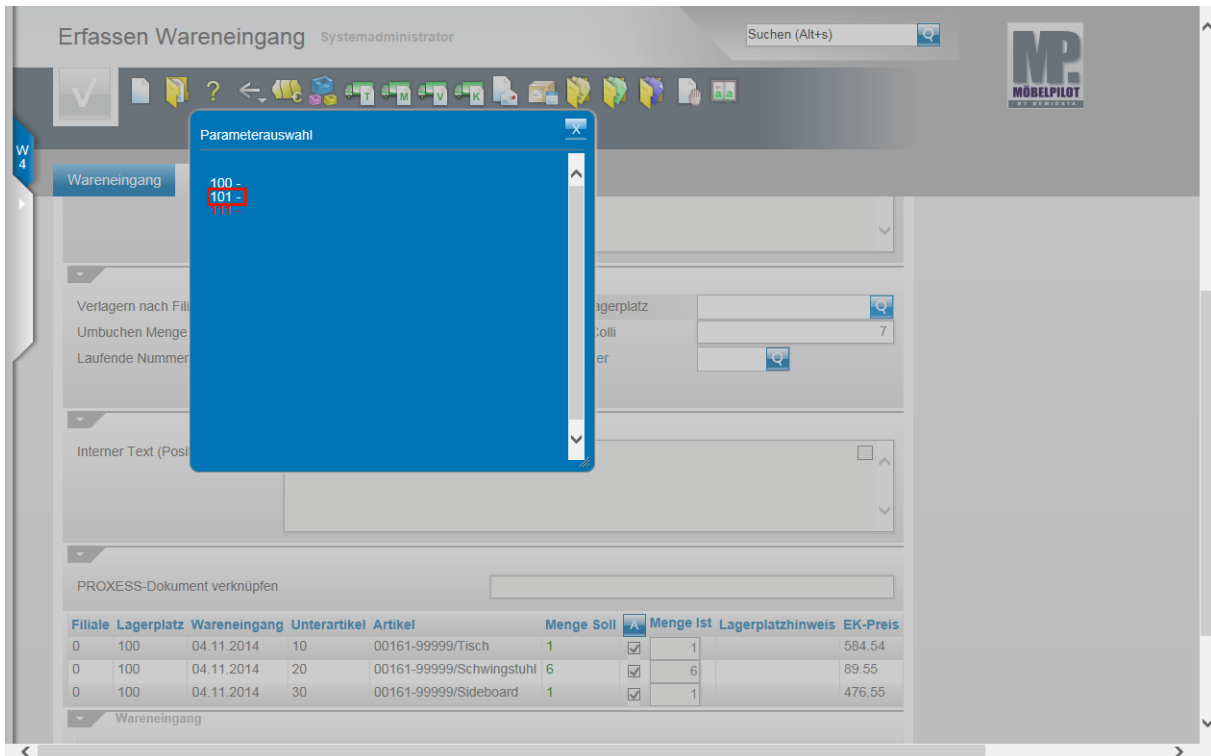 Erfassen Wareneingang Systemadministrator
Suchen (Alt+s)
MP.
MÖBELPILOT
BY BEWIDATA
? T M V K a a
W
4
Parameterauswahl X
Wareneingang
100 -
101 -
111
Verlagern nach Fili agerplatz
Umbuchen Menge Colli 7
Laufende Nummer er
Interner Text (Posi
PROXESS-Dokument verknüpfen
Filiale Lagerplatz Wareneingang Unterartikel Artikel Menge Soll A Menge Ist Lagerplatzhinweis EK-Preis
0 100 04.11.2014 10 00161-99999/Tisch 1 1 584.54
0 100 04.11.2014 20 00161-99999/Schwingstuhl 6 6 89.55
0 100 04.11.2014 30 00161-99999/Sideboard 1 1 476.55
Wareneingang